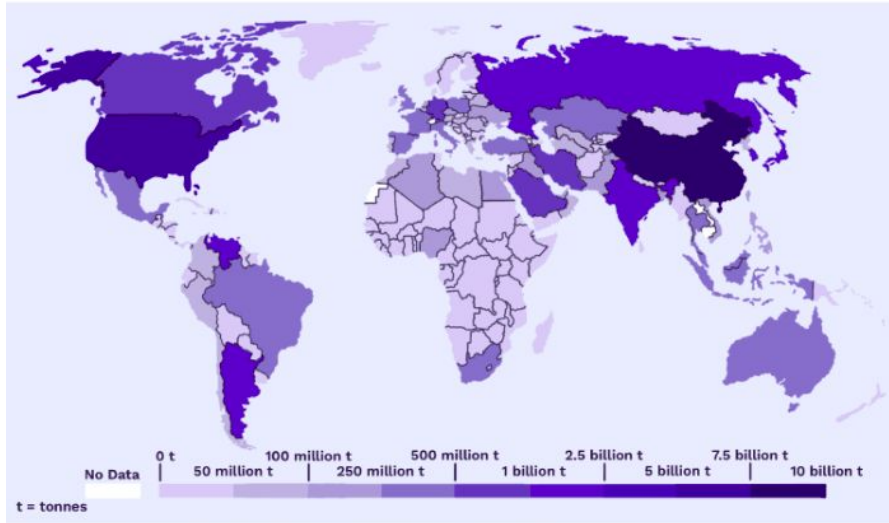 0 t 100 million t 500 million t 2.5 billion t 7.5 billion t
No Data 50 million t 250 million t 1 billion t 5 billion t 10 billion t
t = tonnes